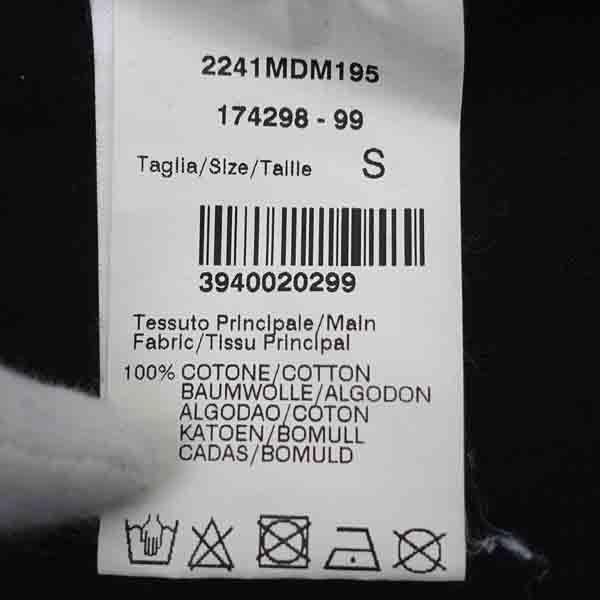 2241MDM195
174298 - 99
Taglia/Size/Taille S
3940020299
Tessuto Principale/Main
Fabric/Tissu Principal
100% COTONE/COTTON
BAUMWOLLE/ALGODON
ALGODAO/COTON
KATOEN/BOMULL
CADAS/BOMULD